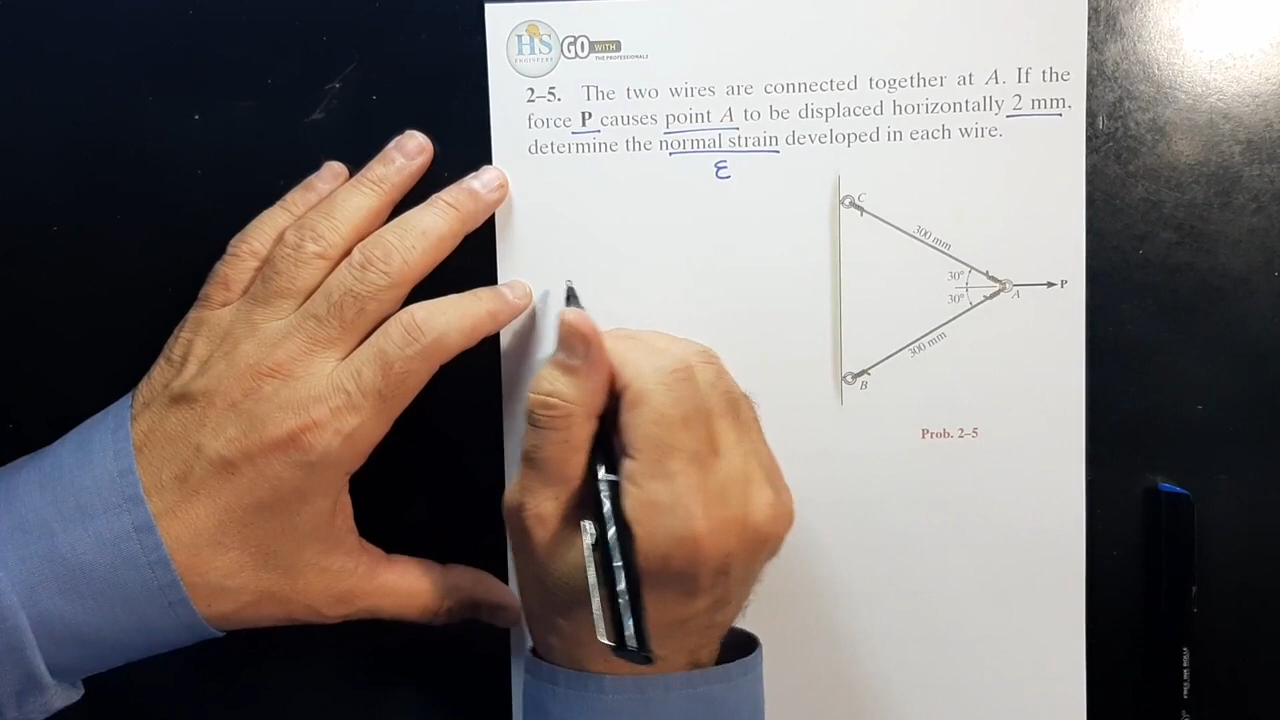 HS
ENGINEERS
GO WITH
THE PROFESSIONALS
2–5. The two wires are connected together at A. If the
force P causes point A to be displaced horizontally 2 mm,
determine the normal strain developed in each wire.
ε
C
300 mm
30°
30°
A
P
300 mm
B
Prob. 2–5